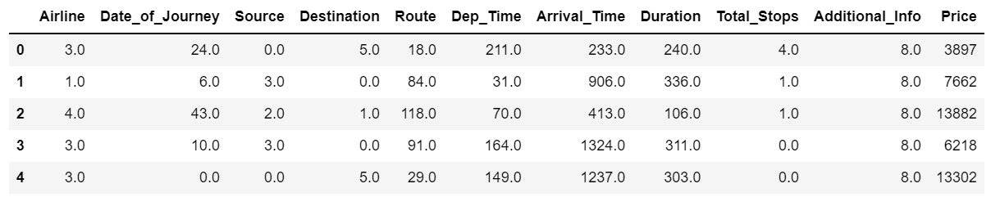 Airline Date_of_Journey Source Destination Route Dep_Time Arrival_Time Duration Total_Stops Additional_Info Price
0 3.0 24.0 0.0 5.0 18.0 211.0 233.0 240.0 4.0 8.0 3897
1 1.0 6.0 3.0 0.0 84.0 31.0 906.0 336.0 1.0 8.0 7662
2 4.0 43.0 2.0 1.0 118.0 70.0 413.0 106.0 1.0 8.0 13882
3 3.0 10.0 3.0 0.0 91.0 164.0 1324.0 311.0 0.0 8.0 6218
4 3.0 0.0 0.0 5.0 29.0 149.0 1237.0 303.0 0.0 8.0 13302